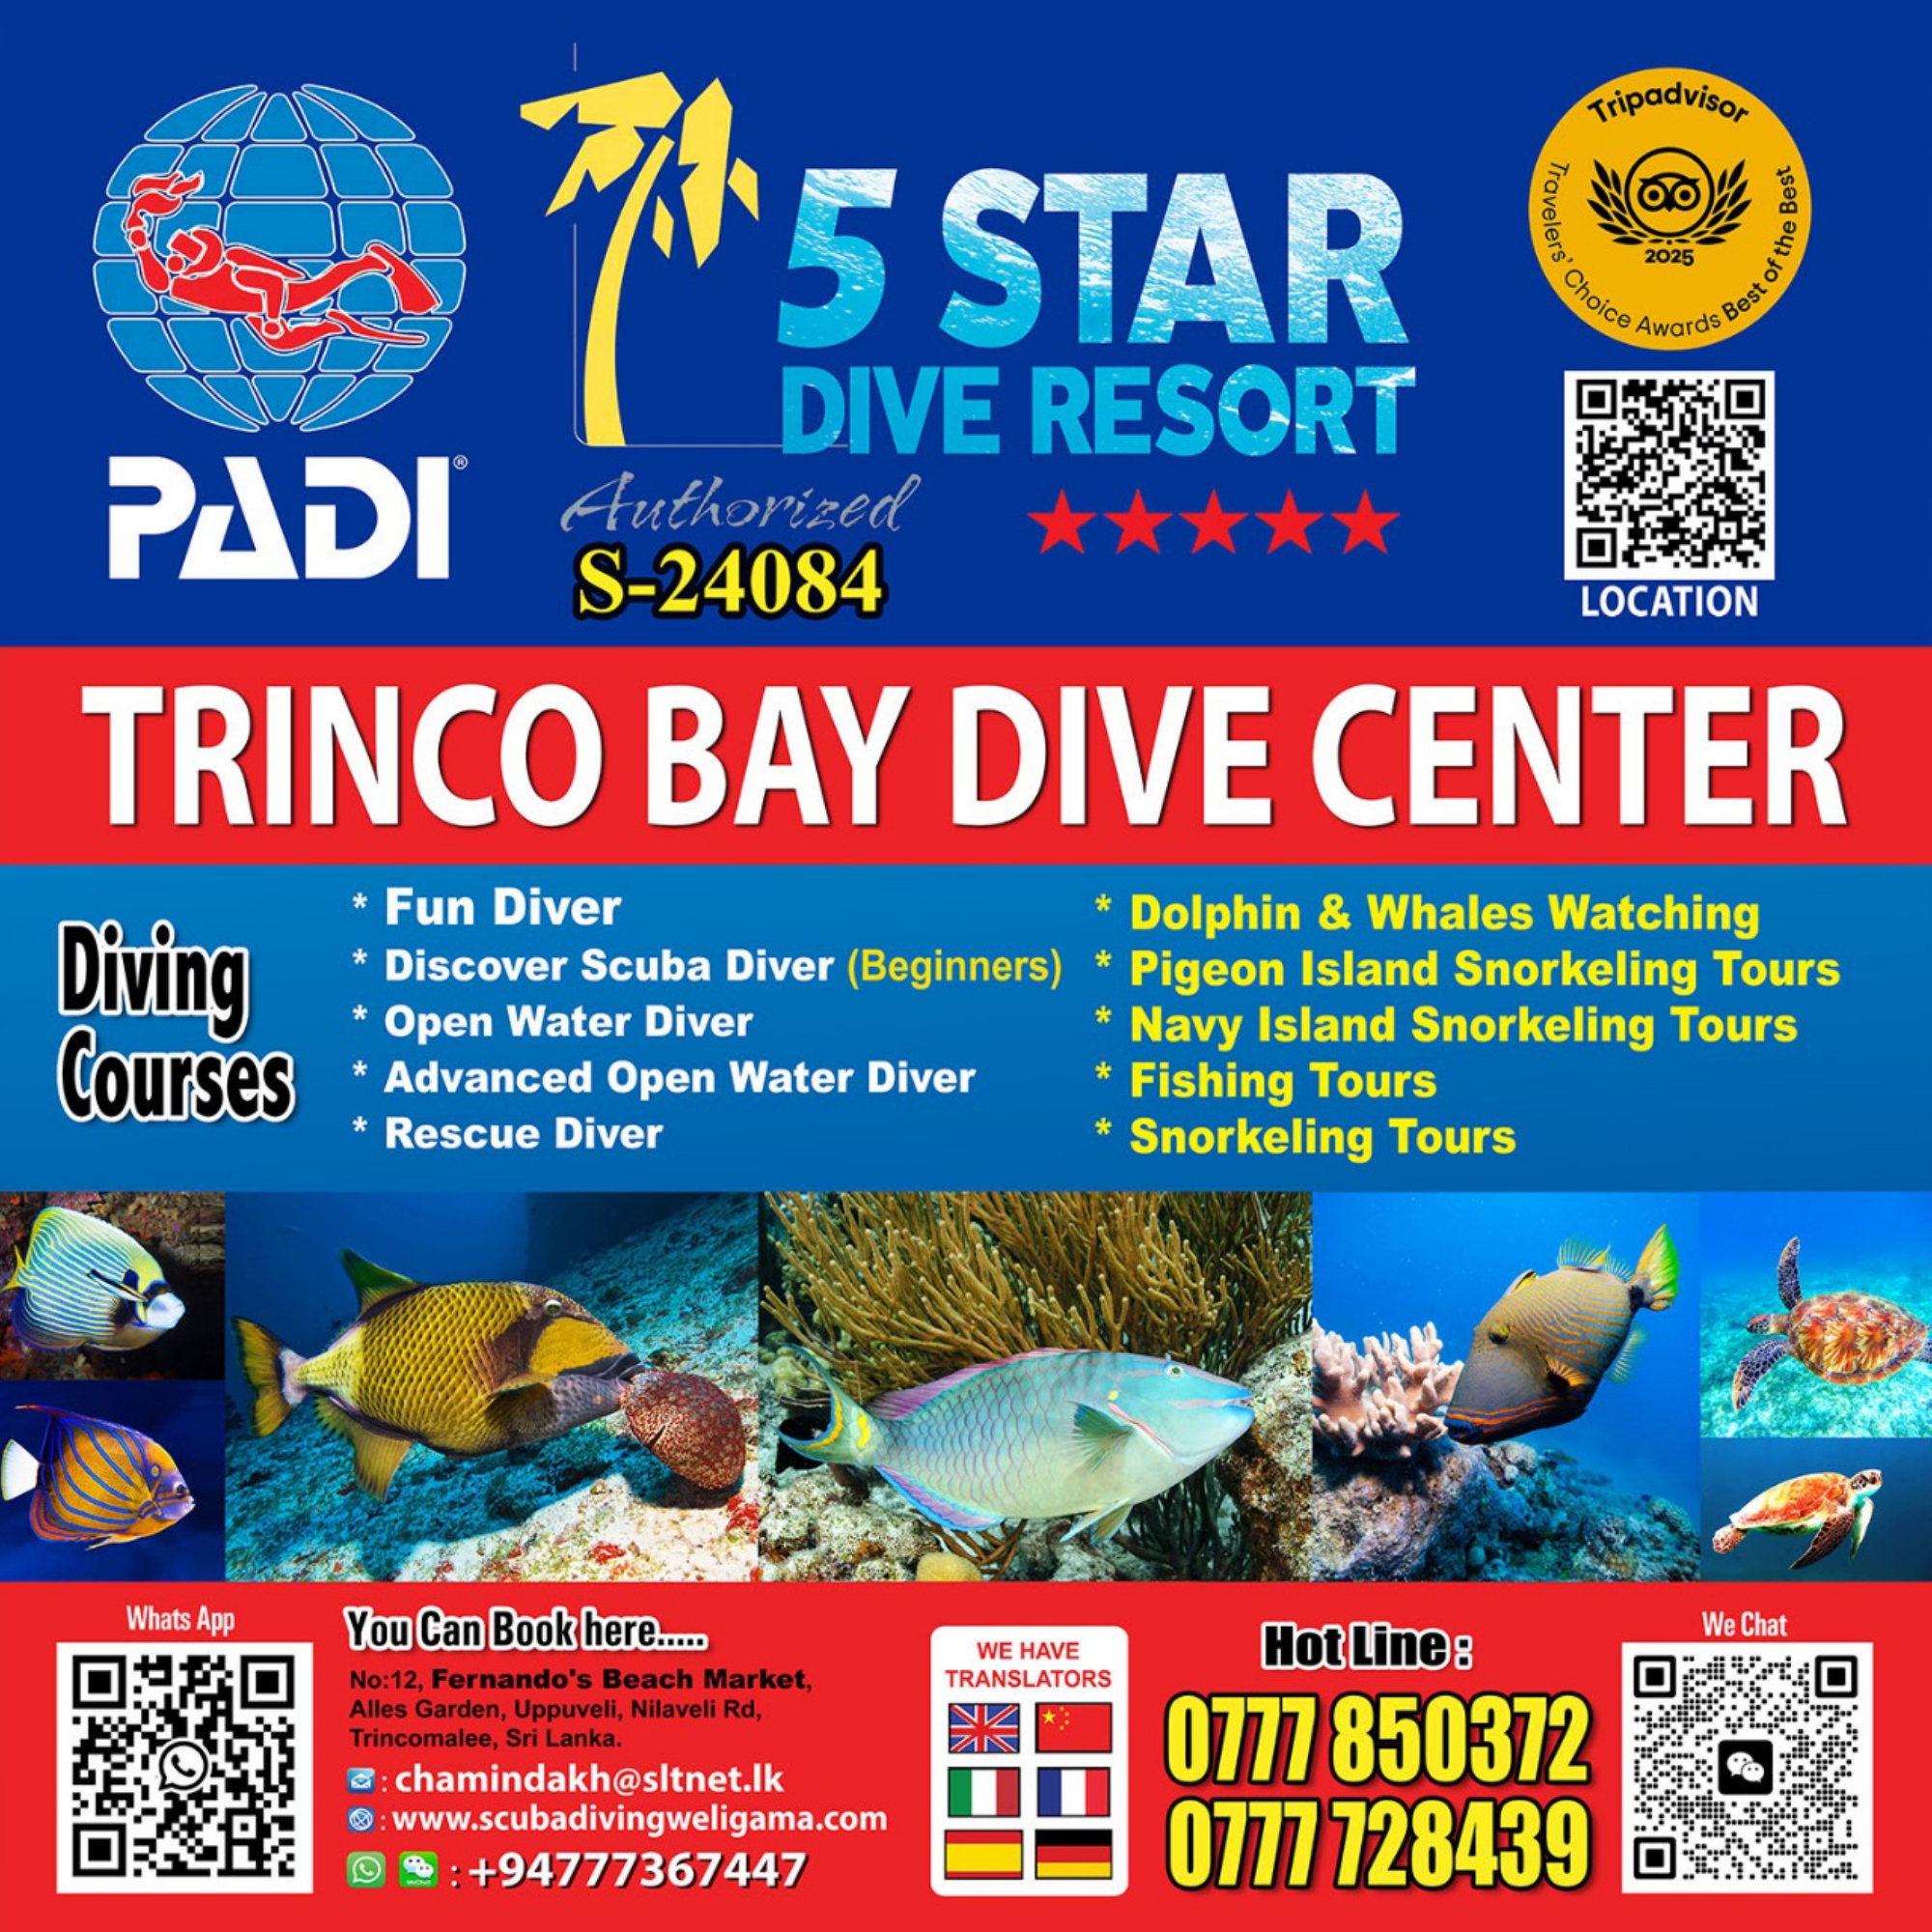 PADI®
5 STAR
DIVE RESORT
Authorized
S-24084
Tripadvisor
2025
Travelers' Choice Awards Best of the Best
LOCATION
TRINCO BAY DIVE CENTER
Diving
Courses
* Fun Diver
* Discover Scuba Diver (Beginners)
* Open Water Diver
* Advanced Open Water Diver
* Rescue Diver
* Dolphin & Whales Watching
* Pigeon Island Snorkeling Tours
* Navy Island Snorkeling Tours
* Fishing Tours
* Snorkeling Tours
Whats App
You Can Book here.....
No:12, Fernando's Beach Market,
Alles Garden, Uppuveli, Nilaveli Rd,
Trincomalee, Sri Lanka.
: chamindakh@sltnet.lk
: www.scubadivingweligama.com
: +94777367447
WE HAVE
TRANSLATORS
Hot Line :
0777 850372
0777 728439
We Chat